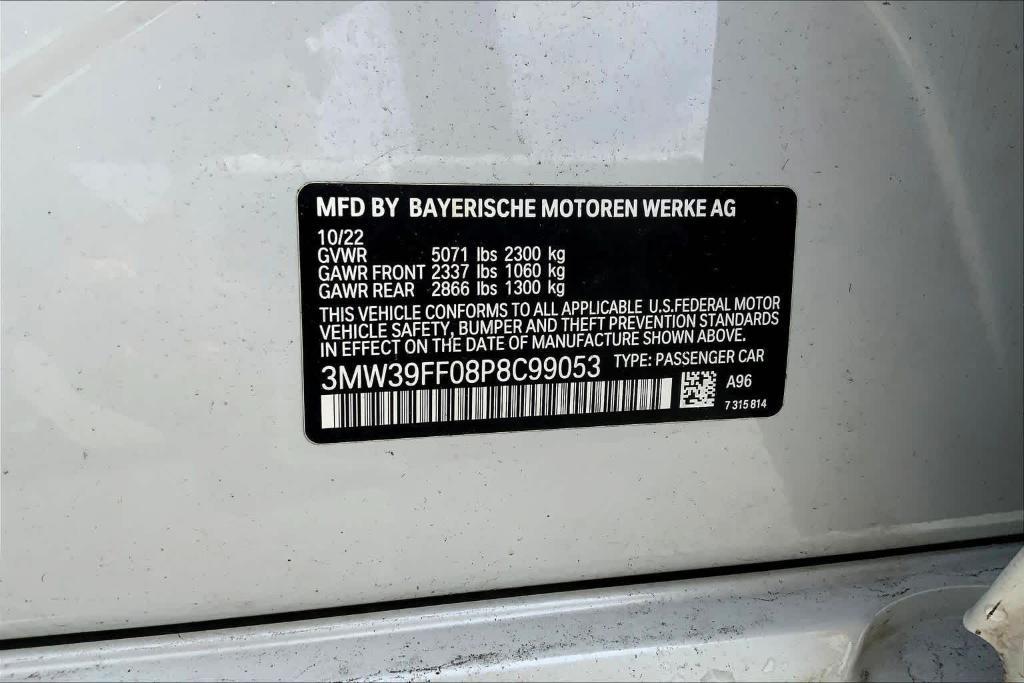 MFD BY BAYERISCHE MOTOREN WERKE AG
10/22
GVWR 5071 lbs 2300 kg
GAWR FRONT 2337 lbs 1060 kg
GAWR REAR 2866 lbs 1300 kg
THIS VEHICLE CONFORMS TO ALL APPLICABLE U.S.FEDERAL MOTOR
VEHICLE SAFETY, BUMPER AND THEFT PREVENTION STANDARDS
IN EFFECT ON THE DATE OF MANUFACTURE SHOWN ABOVE.
3MW39FF08P8C99053 TYPE: PASSENGER CAR
A96
7 315 814